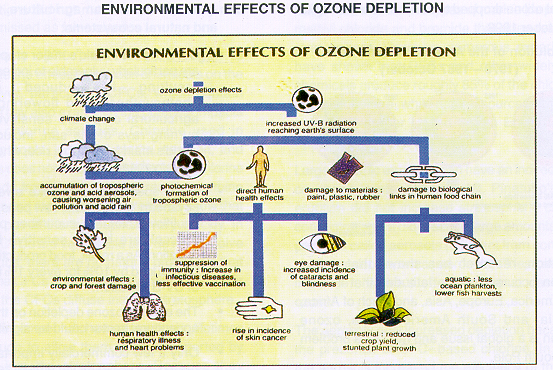 ENVIRONMENTAL EFFECTS OF OZONE DEPLETION
ENVIRONMENTAL EFFECTS OF OZONE DEPLETION
ozone depletion effects
climate change
increased UV-B radiation
reaching earth's surface
accumulation of tropospheric
ozone and acid aerosols,
causing worsening air
pollution and acid rain
photochemical
formation of
tropospheric ozone
direct human
health effects
damage to materials :
paint, plastic, rubber
damage to biological
links in human food chain
environmental effects :
crop and forest damage
suppression of
immunity : Increase in
infectious diseases,
less effective vaccination
eye damage :
increased incidence
of cataracts and
blindness
aquatic : less
ocean plankton,
lower fish harvests
human health effects :
respiratory illness
and heart problems
rise in incidence
of skin cancer
terrestrial : reduced
crop yield,
stunted plant growth